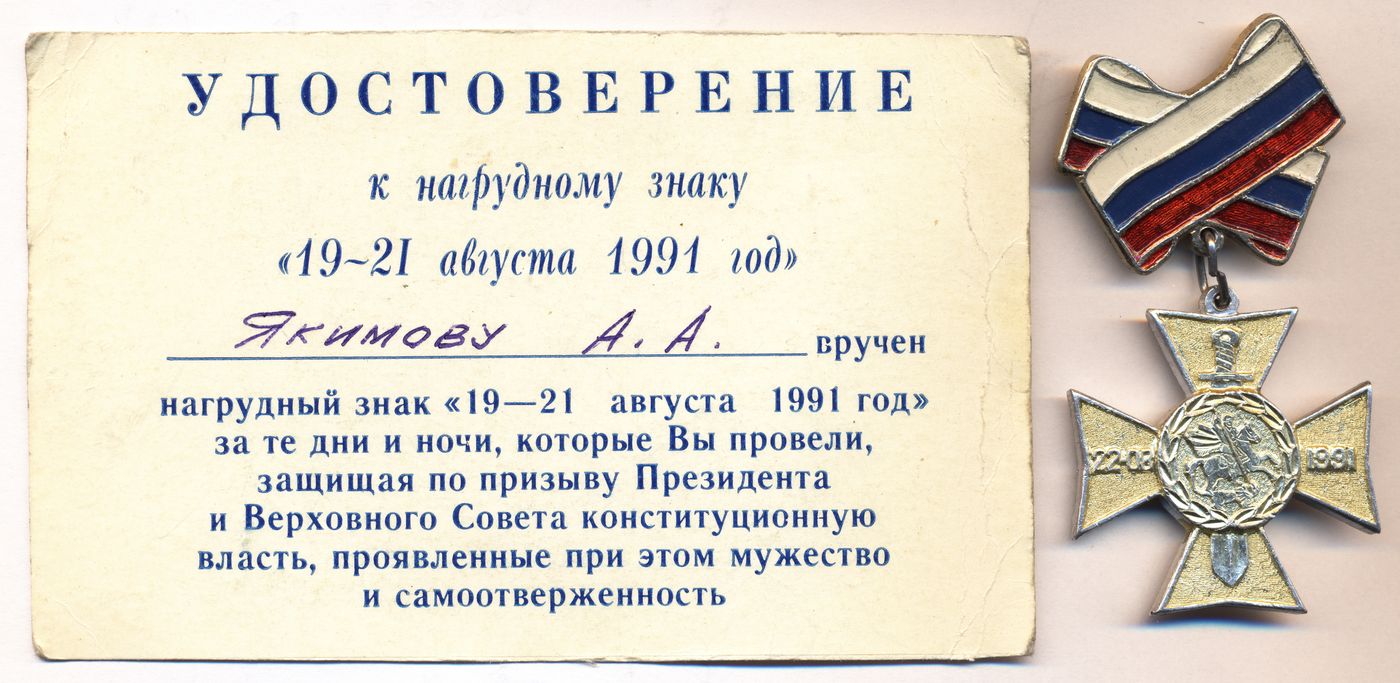 УДОСТОВЕРЕНИЕ
к нагрудному знаку
«19~21 августа 1991 год»
Якимову А. А. вручен
нагрудный знак «19—21 августа 1991 год»
за те дни и ночи, которые Вы провели,
защищая по призыву Президента
и Верховного Совета конституционную
власть, проявленные при этом мужество
и самоотверженность
22-08 1991